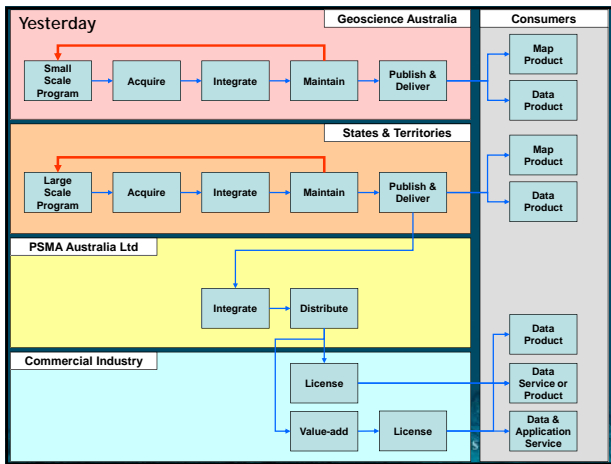 Yesterday
Geoscience Australia
Consumers
Small
Scale
Program
Acquire
Integrate
Maintain
Publish &
Deliver
Map
Product
Data
Product
States & Territories
Large
Scale
Program
Acquire
Integrate
Maintain
Publish &
Deliver
Map
Product
Data
Product
PSMA Australia Ltd
Integrate
Distribute
Commercial Industry
License
Value-add
License
Data
Product
Data
Service or
Product
Data &
Application
Service